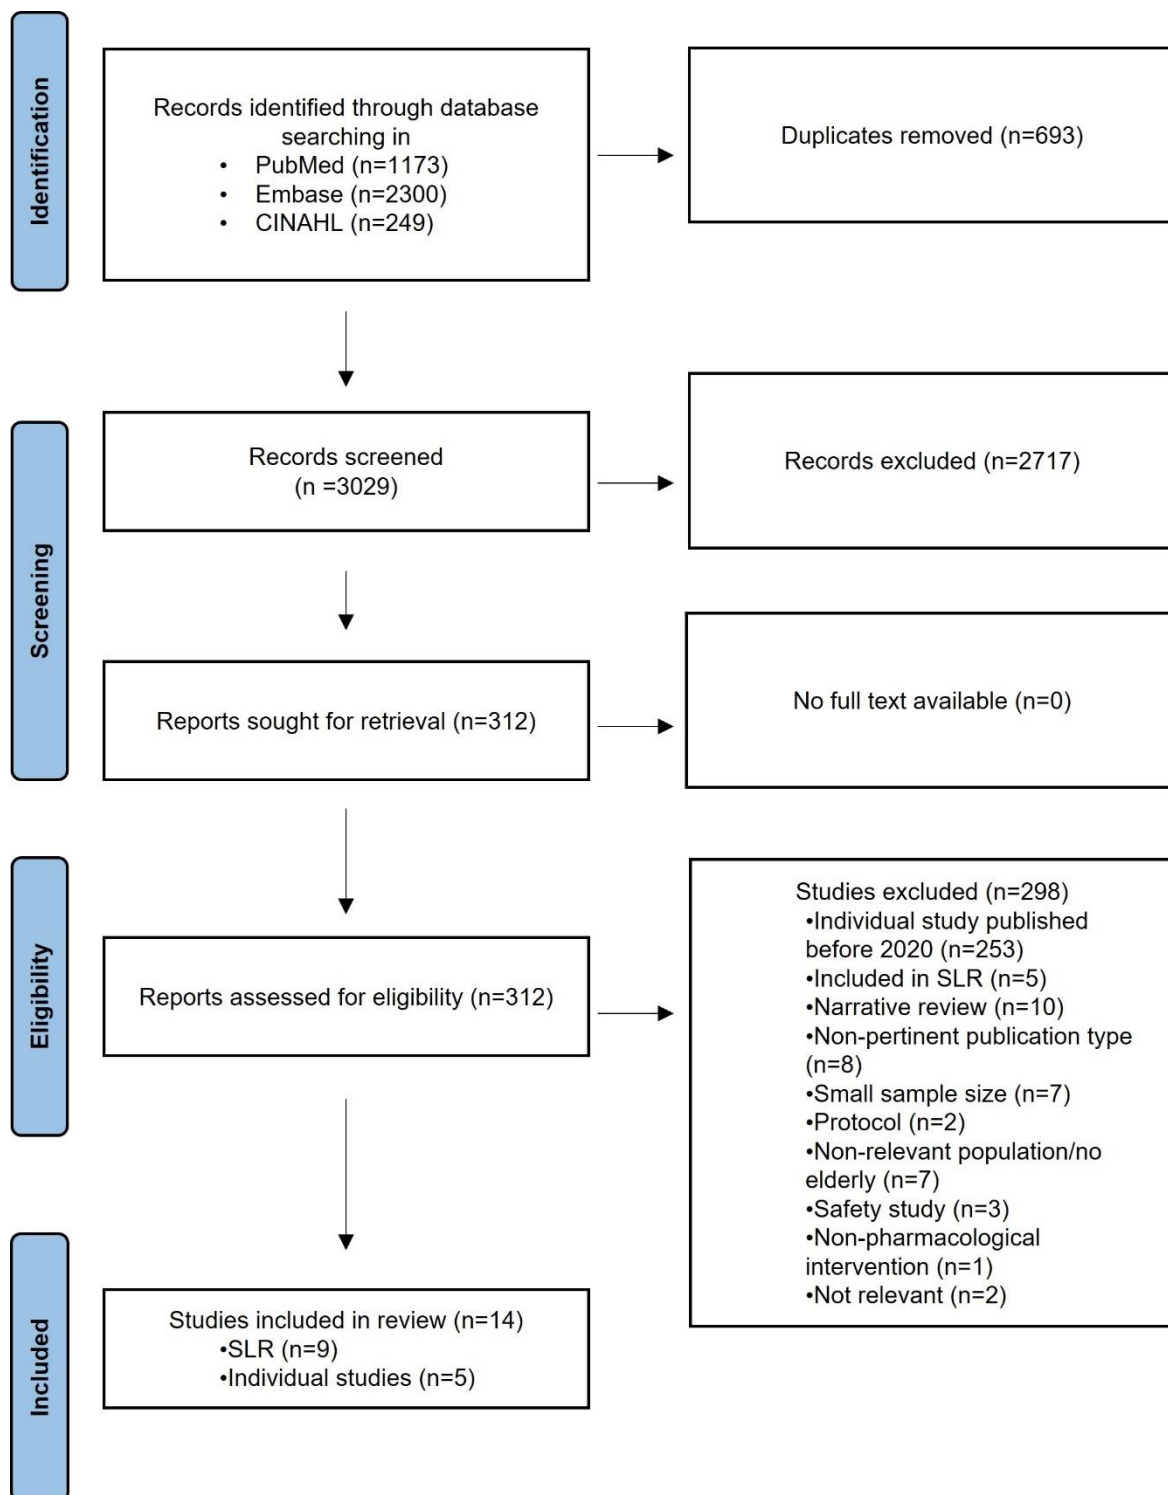 Identification
Records identified through database
searching in
• PubMed (n=1173)
• Embase (n=2300)
• CINAHL (n=249)
Duplicates removed (n=693)
Screening
Records screened
(n =3029)
Records excluded (n=2717)
Reports sought for retrieval (n=312)
No full text available (n=0)
Eligibility
Reports assessed for eligibility (n=312)
Studies excluded (n=298)
•Individual study published
before 2020 (n=253)
•Included in SLR (n=5)
•Narrative review (n=10)
•Non-pertinent publication type
(n=8)
•Small sample size (n=7)
•Protocol (n=2)
•Non-relevant population/no
elderly (n=7)
•Safety study (n=3)
•Non-pharmacological
intervention (n=1)
•Not relevant (n=2)
Included
Studies included in review (n=14)
•SLR (n=9)
•Individual studies (n=5)